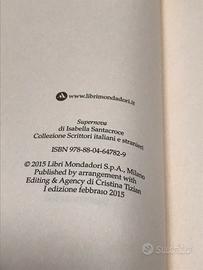 www.librimondadori.it
Supernova
di Isabella Santacroce
Collezione Scrittori italiani e stranieri
ISBN 978-88-04-64782-9
© 2015 Libri Mondadori S.p.A., Milano
Published by arrangement with
Editing & Agency di Cristina Tizian
I edizione febbraio 2015
subito